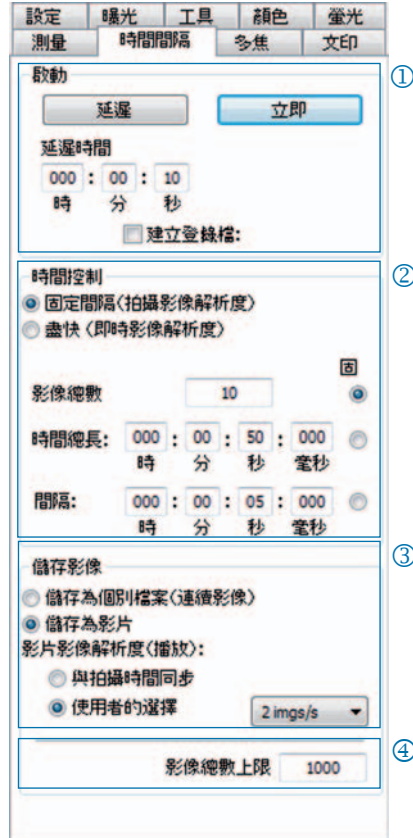 設定 曝光 工具 顏色 螢光
測量 時間間隔 多焦 文印
啟動 ①
延遲 立即
延遲時間
000 : 00 : 10
時 分 秒
建立登錄檔:
時間控制 ②
固定間隔(拍攝影像解析度)
盡快(即時影像解析度)
固
影像總數 10
時間總長: 000 : 00 : 50 : 000
時 分 秒 毫秒
間隔: 000 : 00 : 05 : 000
時 分 秒 毫秒
儲存影像 ③
儲存為個別檔案(連續影像)
儲存為影片
影片影像解析度(播放):
與拍攝時間同步
使用者的選擇 2 imgs/s
影像總數上限 1000 ④